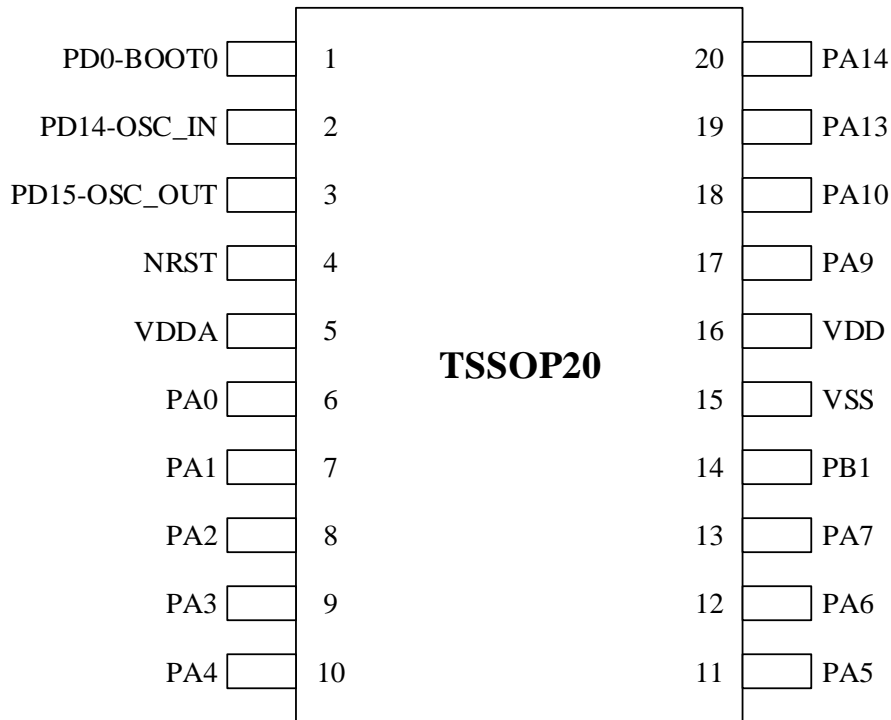 PD0-BOOT0 1 20 PA14
PD14-OSC_IN 2 19 PA13
PD15-OSC_OUT 3 18 PA10
NRST 4 17 PA9
VDDA 5 16 VDD
TSSOP20
PA0 6 15 VSS
PA1 7 14 PB1
PA2 8 13 PA7
PA3 9 12 PA6
PA4 10 11 PA5